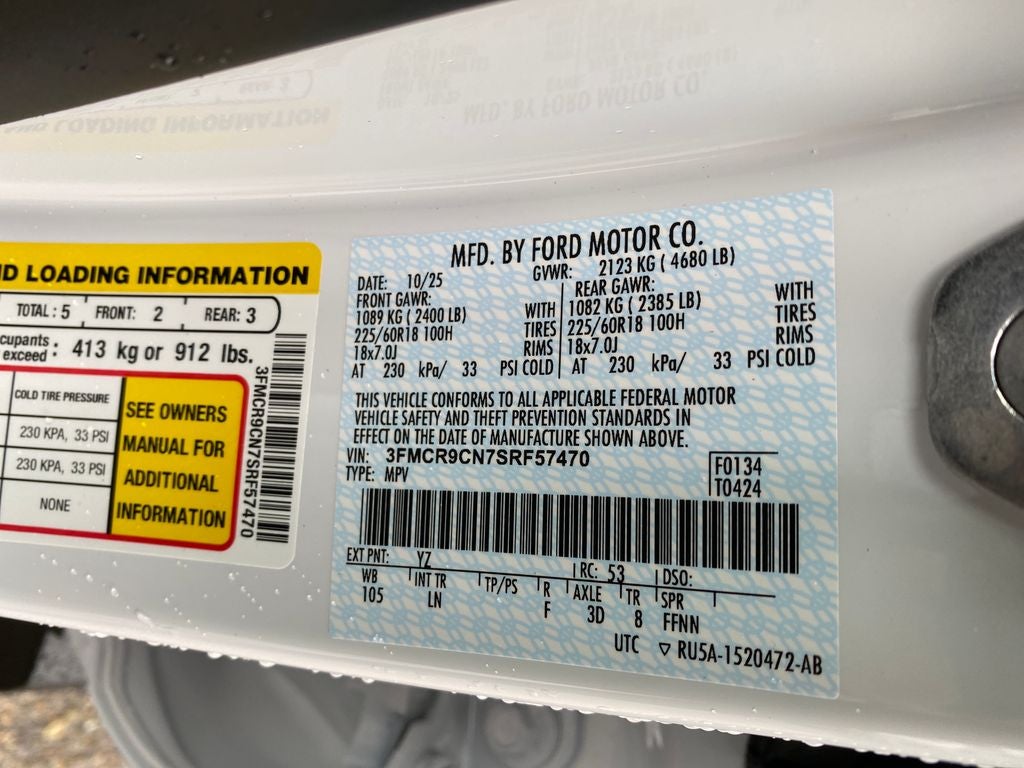 ND LOADING INFORMATION
TOTAL: 5 FRONT: 2 REAR: 3
cupants
exceed : 413 kg or 912 lbs.
COLD TIRE PRESSURE
230 KPA, 33 PSI
230 KPA, 33 PSI
NONE
SEE OWNERS
MANUAL FOR
ADDITIONAL
INFORMATION
3FMCR9CN7SRF57470
MFD. BY FORD MOTOR CO.
DATE: 10/25 GVWR: 2123 KG ( 4680 LB)
FRONT GAWR: REAR GAWR:
1089 KG ( 2400 LB) WITH 1082 KG ( 2385 LB) WITH
225/60R18 100H TIRES 225/60R18 100H TIRES
18x7.0J RIMS 18x7.0J RIMS
AT 230 kPa/ 33 PSI COLD AT 230 kPa/ 33 PSI COLD
THIS VEHICLE CONFORMS TO ALL APPLICABLE FEDERAL MOTOR
VEHICLE SAFETY AND THEFT PREVENTION STANDARDS IN
EFFECT ON THE DATE OF MANUFACTURE SHOWN ABOVE.
VIN: 3FMCR9CN7SRF57470
TYPE: MPV
F0134
T0424
EXT PNT: YZ RC: 53 DSO:
WB INT TR TP/PS R AXLE TR SPR
105 LN F 3D 8 FFNN
UTC ▽ RU5A-1520472-AB